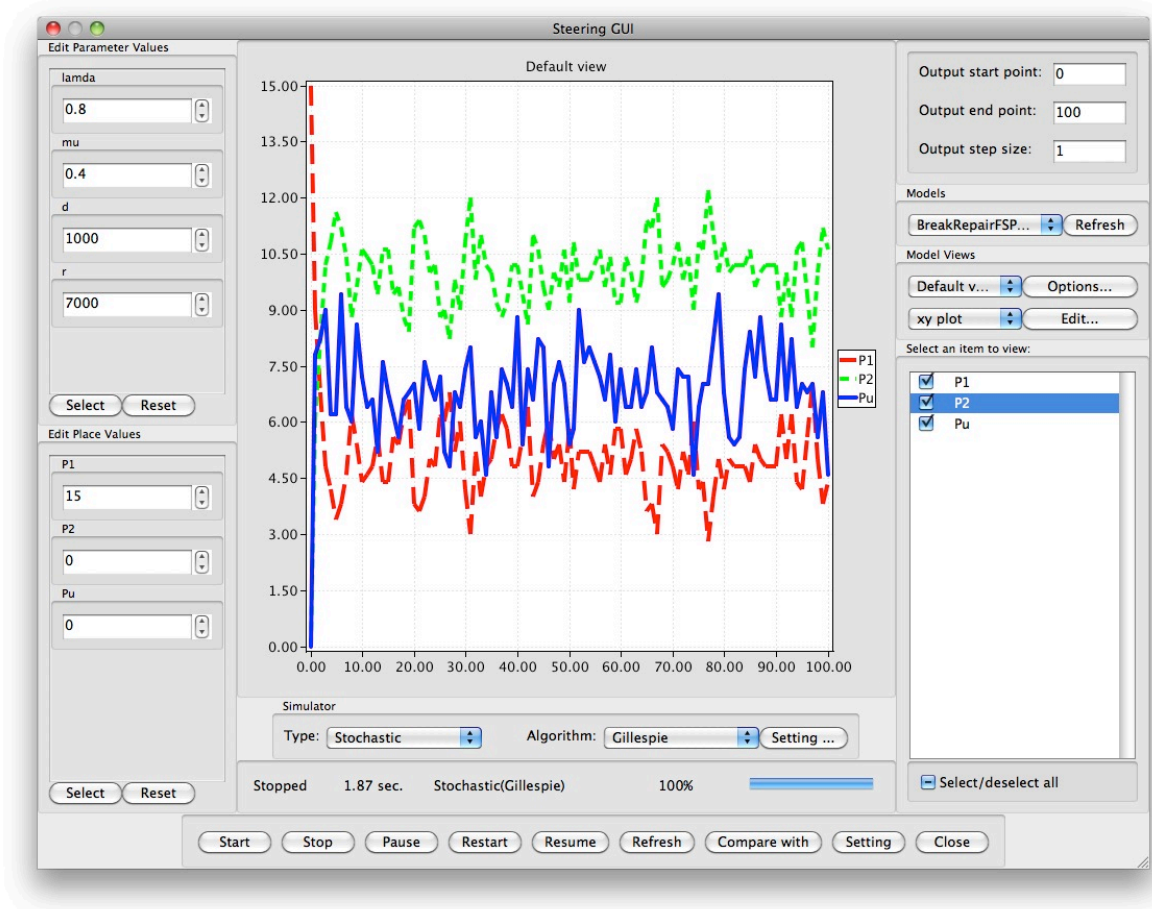 Steering GUI
Edit Parameter Values
lamda
0.8
mu
0.4
d
1000
r
7000
Select Reset
Edit Place Values
P1
15
P2
0
Pu
0
Select Reset
Default view
15.00
13.50
12.00
10.50
9.00
7.50
6.00
4.50
3.00
1.50
0.00
0.00 10.00 20.00 30.00 40.00 50.00 60.00 70.00 80.00 90.00 100.00
P1
P2
Pu
Simulator
Type: Stochastic Algorithm: Gillespie Setting ...
Stopped 1.87 sec. Stochastic(Gillespie) 100%
Output start point: 0
Output end point: 100
Output step size: 1
Models
BreakRepairFSP... Refresh
Model Views
Default v... Options...
xy plot Edit...
Select an item to view:
P1
P2
Pu
Select/deselect all
Start Stop Pause Restart Resume Refresh Compare with Setting Close